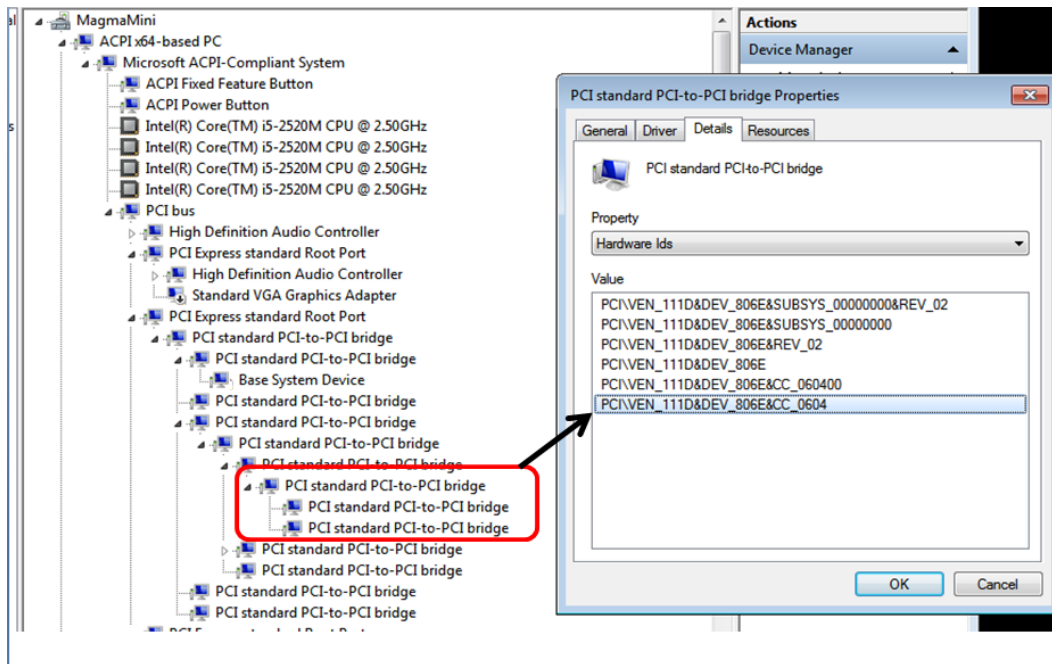 MagmaMini
ACPI x64-based PC
Microsoft ACPI-Compliant System
ACPI Fixed Feature Button
ACPI Power Button
Intel(R) Core(TM) i5-2520M CPU @ 2.50GHz
Intel(R) Core(TM) i5-2520M CPU @ 2.50GHz
Intel(R) Core(TM) i5-2520M CPU @ 2.50GHz
Intel(R) Core(TM) i5-2520M CPU @ 2.50GHz
PCI bus
High Definition Audio Controller
PCI Express standard Root Port
High Definition Audio Controller
Standard VGA Graphics Adapter
PCI Express standard Root Port
PCI standard PCI-to-PCI bridge
PCI standard PCI-to-PCI bridge
Base System Device
PCI standard PCI-to-PCI bridge
PCI standard PCI-to-PCI bridge
PCI standard PCI-to-PCI bridge
PCI standard PCI-to-PCI bridge
PCI standard PCI-to-PCI bridge
PCI standard PCI-to-PCI bridge
PCI standard PCI-to-PCI bridge
PCI standard PCI-to-PCI bridge
PCI standard PCI-to-PCI bridge
PCI standard PCI-to-PCI bridge
PCI standard PCI-to-PCI bridge
Actions
Device Manager
PCI standard PCI-to-PCI bridge Properties
General Driver Details Resources
PCI standard PCI-to-PCI bridge
Property
Hardware Ids
Value
PCI\VEN_111D&DEV_806E&SUBSYS_00000000&REV_02
PCI\VEN_111D&DEV_806E&SUBSYS_00000000
PCI\VEN_111D&DEV_806E&REV_02
PCI\VEN_111D&DEV_806E
PCI\VEN_111D&DEV_806E&CC_060400
PCI\VEN_111D&DEV_806E&CC_0604
OK Cancel